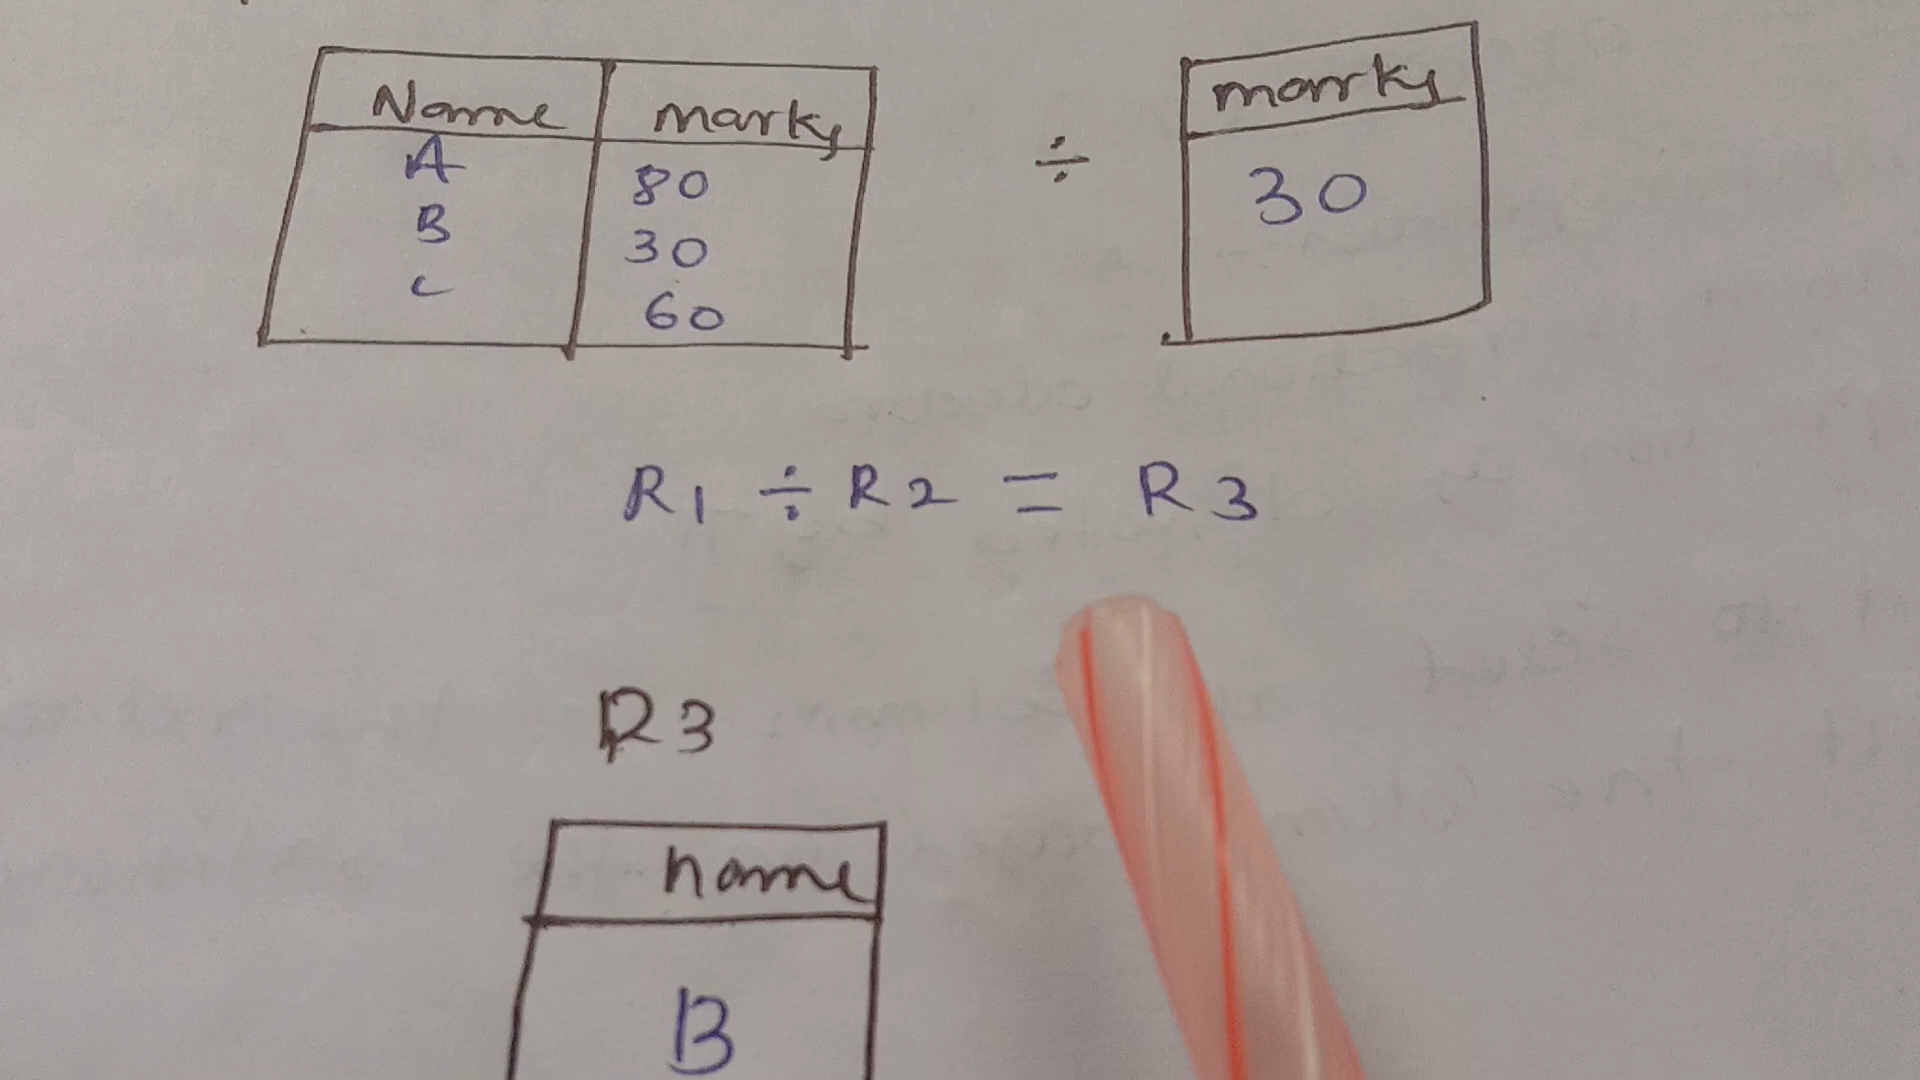 Name marks marks
A 80 ÷ 30
B 30
C 60
R1 ÷ R2 = R3
R3
name
B